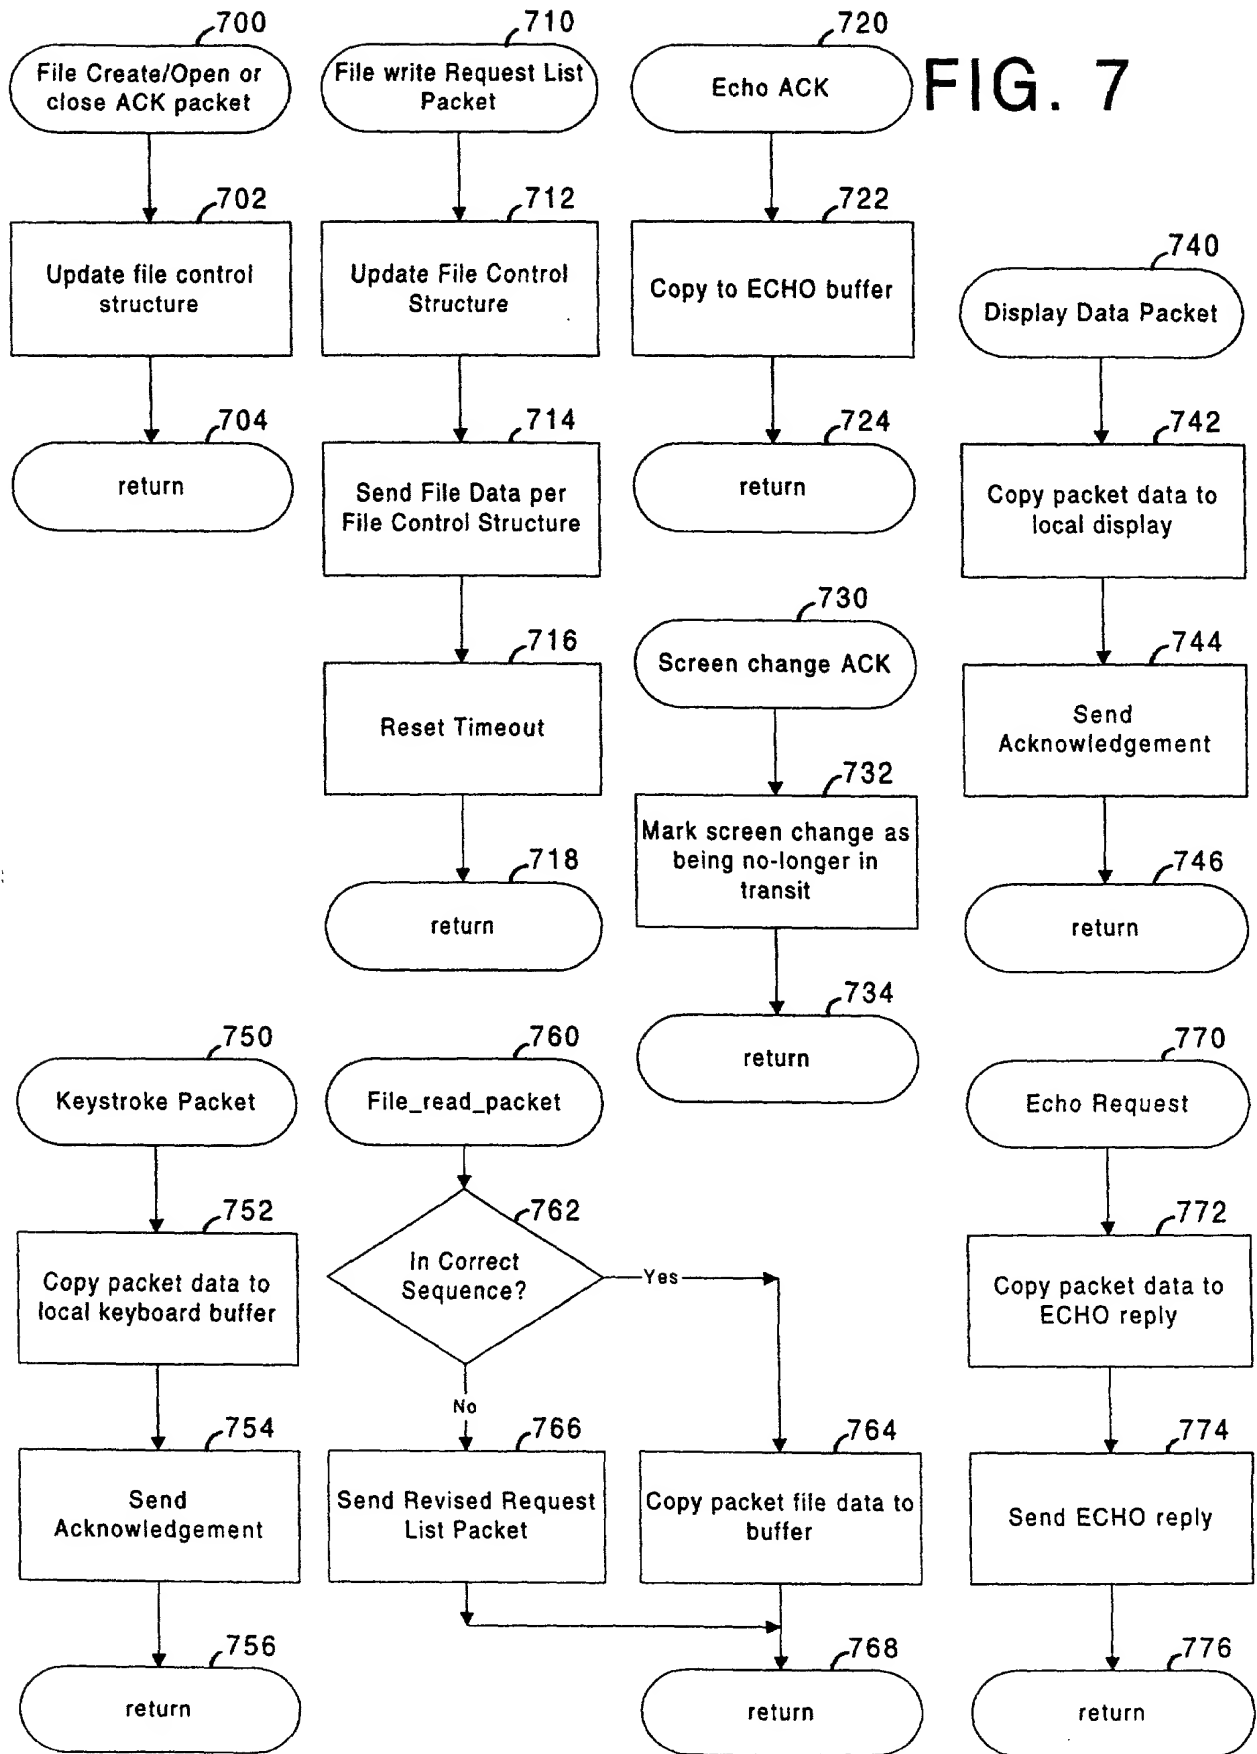 FIG. 7
700
File Create/Open or
close ACK packet
702
Update file control
structure
704
return
710
File write Request List
Packet
712
Update File Control
Structure
714
Send File Data per
File Control Structure
716
Reset Timeout
718
return
720
Echo ACK
722
Copy to ECHO buffer
724
return
730
Screen change ACK
732
Mark screen change as
being no-longer in
transit
734
return
740
Display Data Packet
742
Copy packet data to
local display
744
Send
Acknowledgement
746
return
750
Keystroke Packet
752
Copy packet data to
local keyboard buffer
754
Send
Acknowledgement
756
return
760
File_read_packet
762
In Correct
Sequence?
Yes
No
766
Send Revised Request
List Packet
764
Copy packet file data to
buffer
768
return
770
Echo Request
772
Copy packet data to
ECHO reply
774
Send ECHO reply
776
return